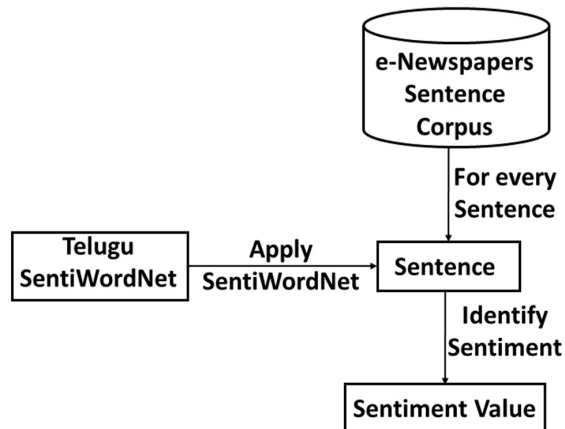 e-Newspapers
Sentence
Corpus
For every
Sentence
Telugu
SentiWordNet
Apply
SentiWordNet
Sentence
Identify
Sentiment
Sentiment Value